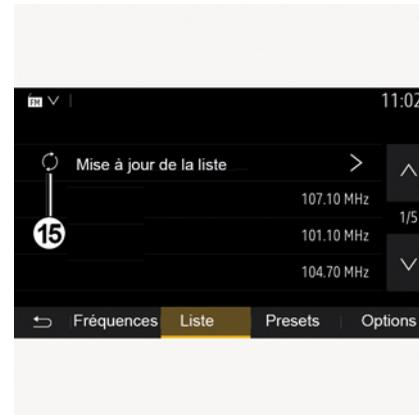 FM
11:02
Mise à jour de la liste
107.10 MHz
1/5
15
101.10 MHz
104.70 MHz
Fréquences Liste Presets Options